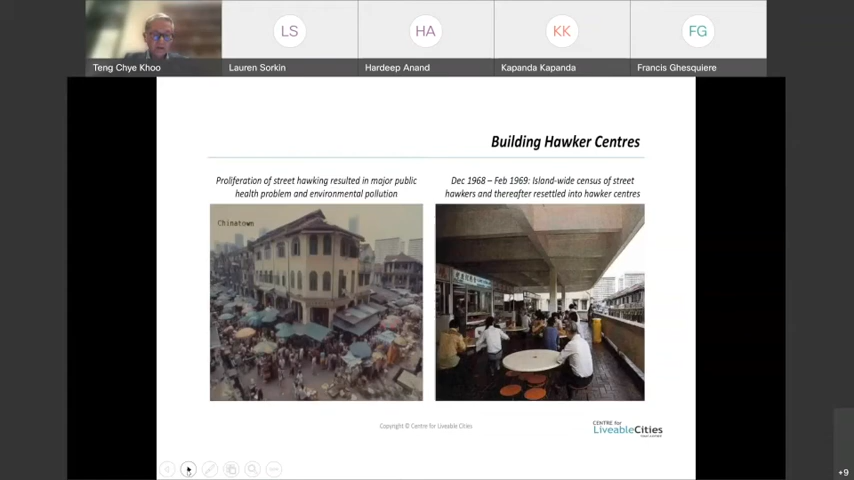 LS
HA
KK
FG
Teng Chye Khoo
Lauren Sorkin
Hardeep Anand
Kapanda Kapanda
Francis Ghesquiere
Building Hawker Centres
Proliferation of street hawking resulted in major public
health problem and environmental pollution
Dec 1968 – Feb 1969: Island-wide census of street
hawkers and thereafter resettled into hawker centres
Chinatown
Copyright © Centre for Liveable Cities
CENTRE for
LiveableCities
+9